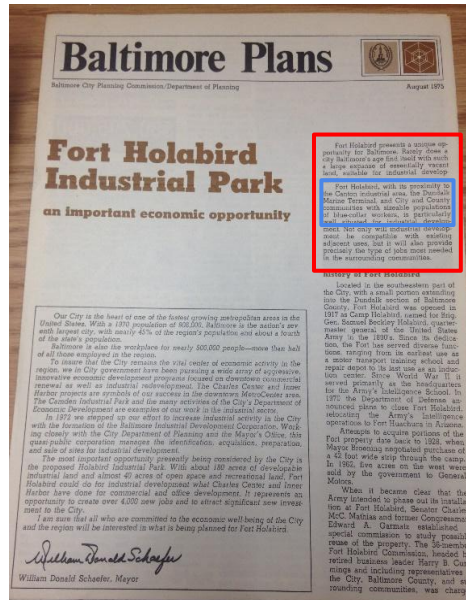 Baltimore Plans
Baltimore City Planning Commission/Department of Planning
August 1975
Fort Holabird
Industrial Park
an important economic opportunity
Fort Holabird presents a unique op-
portunity for Baltimore. Rarely does a
city Baltimore's age find itself with such
a large expanse of essentially vacant
land, suitable for industrial develop
Fort Holabird, with its proximity to
the Canton industrial area, the Dundalk
Marine Terminal, and City and County
communities with sizeable populations
of blue-collar workers, is particularly
well situated for industrial develop-
ment. Not only will industrial develop-
ment be compatible with existing
adjacent uses, but it will also provide
precisely the type of jobs most needed
in the surrounding communities.
history of Fort Holabird
Located in the southeastern part of
the City, with a small portion extending
into the Dundalk section of Baltimore
County, Fort Holabird was opened in
1917 as Camp Holabird, named for Brig.
Gen. Samuel Beckley Holabird, quarter-
master general of the United States
Army in the 1890's. Since its dedica-
tion, the Fort has served diverse func-
tions, ranging from its earliest use as
a motor transport training school and
repair depot to its last use as an induc-
tion center. Since World War II it
served primarily as the headquarters
for the Army's Intelligence School. In
1970 the Department of Defense an-
nounced plans to close Fort Holabird,
relocating the Army's Intelligence
operations to Fort Huachuca in Arizona.
Attempts to acquire portions of the
Fort property date back to 1928, when
Mayor Broening negotiated purchase of
a 42 foot wide strip through the camp.
In 1962, five acres on the west were
sold by the government to General
Motors.
When it became clear that the
Army intended to phase out its installa-
tion at Fort Holabird, Senator Charles
McC. Mathias and former Congressman
Edward A. Garmatz established
special commission to study possible
reuse of the property. The 36-member
Fort Holabird Commission, headed b
retired business leader Harry B. Cum
mings and including representatives
the City, Baltimore County, and su
rounding communities, was charg
Our City is the heart of one of the fastest growing metropolitan areas in the
United States. With a 1970 population of 905,000, Baltimore is the nation's sev-
enth largest city, with nearly 45% of the region's population and about a fourth
of the state's population.
Baltimore is also the workplace for nearly 500,000 people—more than half
of all those employed in the region.
To insure that the City remains the vital center of economic activity in the
region, we in City government have been pursuing a wide array of aggressive,
innovative economic development programs focused on downtown commercial
renewal as well as industrial redevelopment. The Charles Center and Inner
Harbor projects are symbols of our success in the downtown MetroCenter area.
The Camden Industrial Park and the many activities of the City's Department of
Economic Development are examples of our work in the industrial sector.
In 1972 we stepped up our effort to increase industrial activity in the City
with the formation of the Baltimore Industrial Development Corporation. Work-
ing closely with the City Department of Planning and the Mayor's Office, this
quasi-public corporation manages the identification, acquisition, preparation,
and sale of sites for industrial development.
The most important opportunity presently being considered by the City is
the proposed Holabird Industrial Park. With about 180 acres of developable
industrial land and almost 40 acres of open space and recreational land, Fort
Holabird could do for industrial development what Charles Center and Inner
Harbor have done for commercial and office development. It represents an
opportunity to create over 4,000 new jobs and to attract significant new invest-
ment to the City.
I am sure that all who are committed to the economic well being of the City
and the region will be interested in what is being planned for Fort Holabird.
William Donald Schaefer
William Donald Schaefer, Mayor